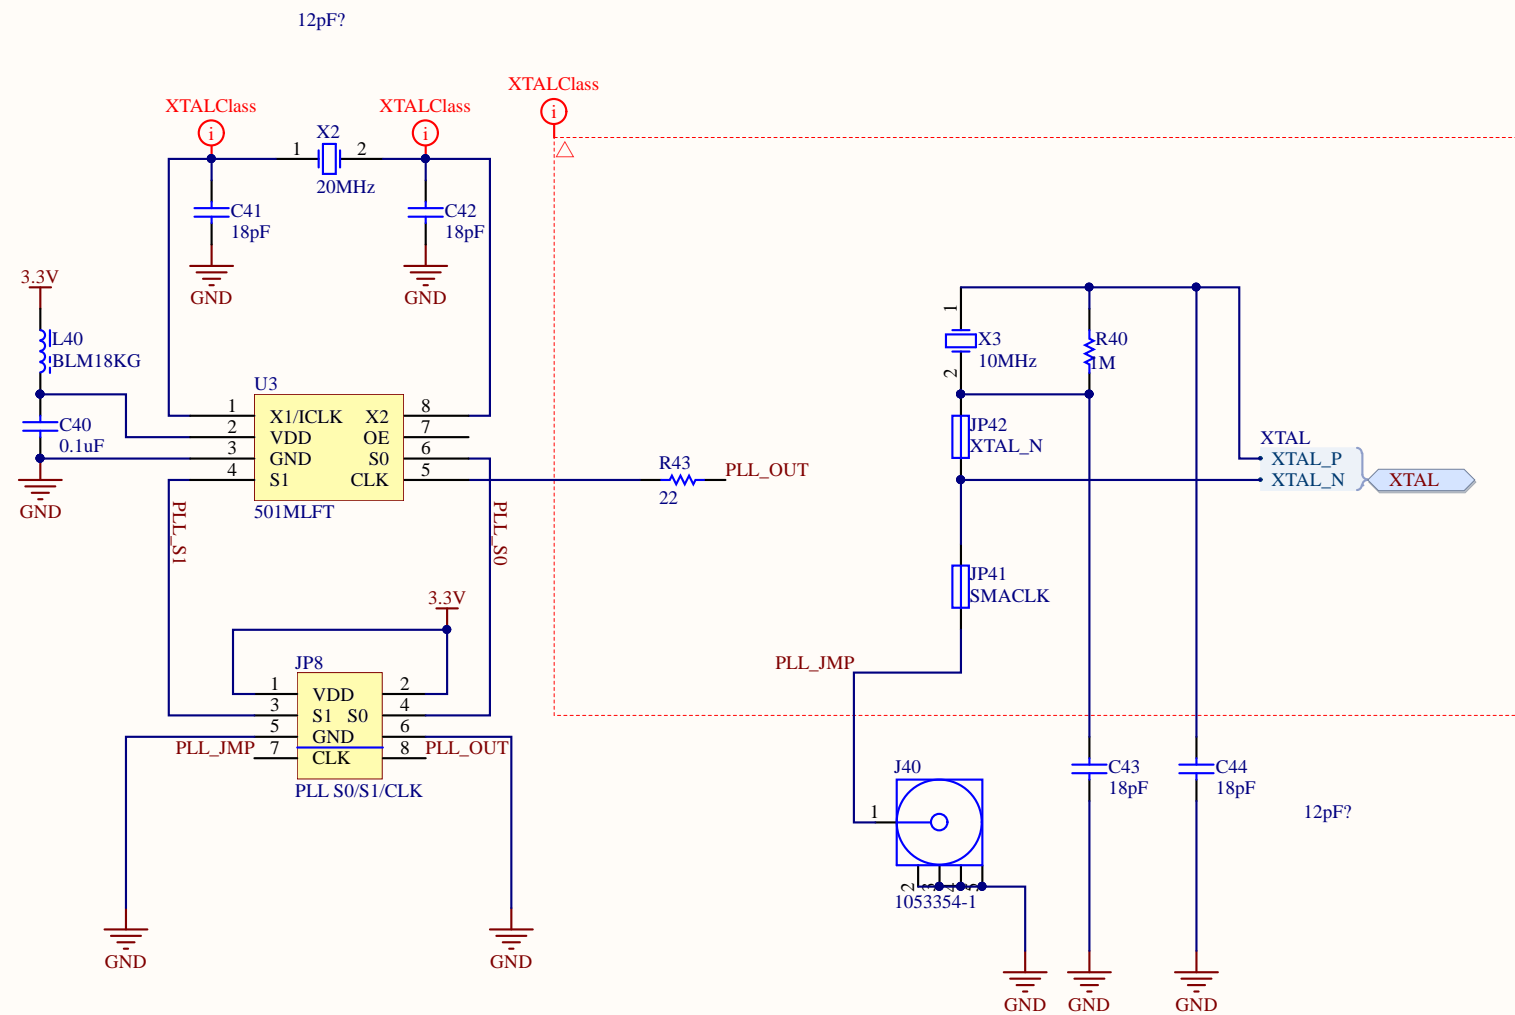 12pF?
XTALClass
XTALClass
XTALClass
i
i
i
X2
1
2
20MHz
C41
18pF
C42
18pF
GND
GND
3.3V
L40
BLM18KG
C40
0.1uF
GND
U3
1
X1/ICLK
X2
8
2
VDD
OE
7
3
GND
S0
6
4
S1
CLK
5
501MLFT
PLL_S1
PLL_S0
R43
22
PLL_OUT
3.3V
JP8
1
VDD
2
3
S1
S0
4
5
GND
6
PLL_JMP
7
CLK
8
PLL_OUT
PLL S0/S1/CLK
GND
GND
1
X3
10MHz
2
R40
1M
JP42
XTAL_N
XTAL
XTAL_P
XTAL_N
XTAL
JP41
SMACLK
PLL_JMP
J40
1
2
1053354-1
C43
18pF
C44
18pF
12pF?
GND
GND
GND